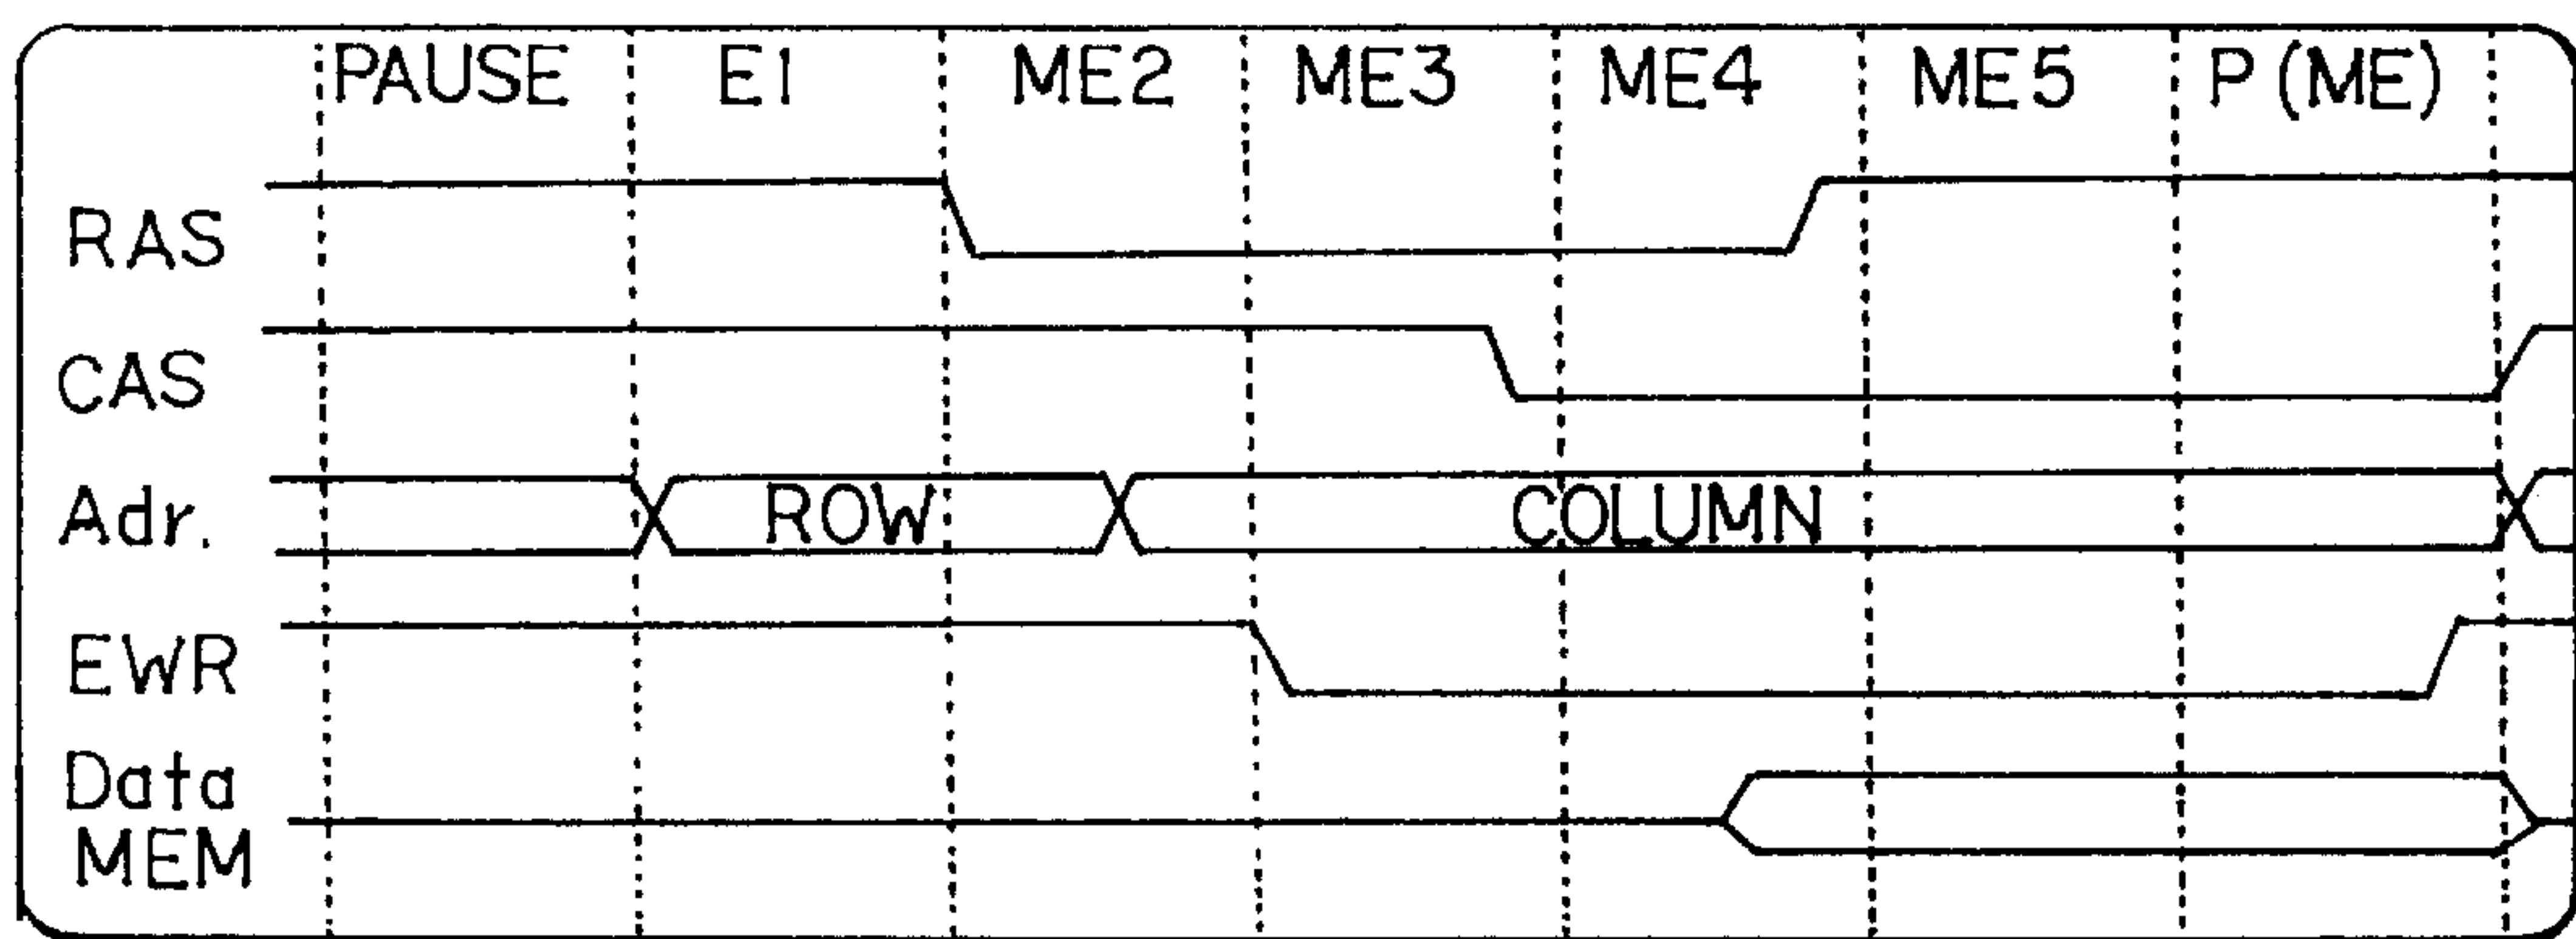 PAUSE E1 ME2 ME3 ME4 ME5 P (ME)
RAS
CAS
Adr. ROW COLUMN
EWR
Data
MEM